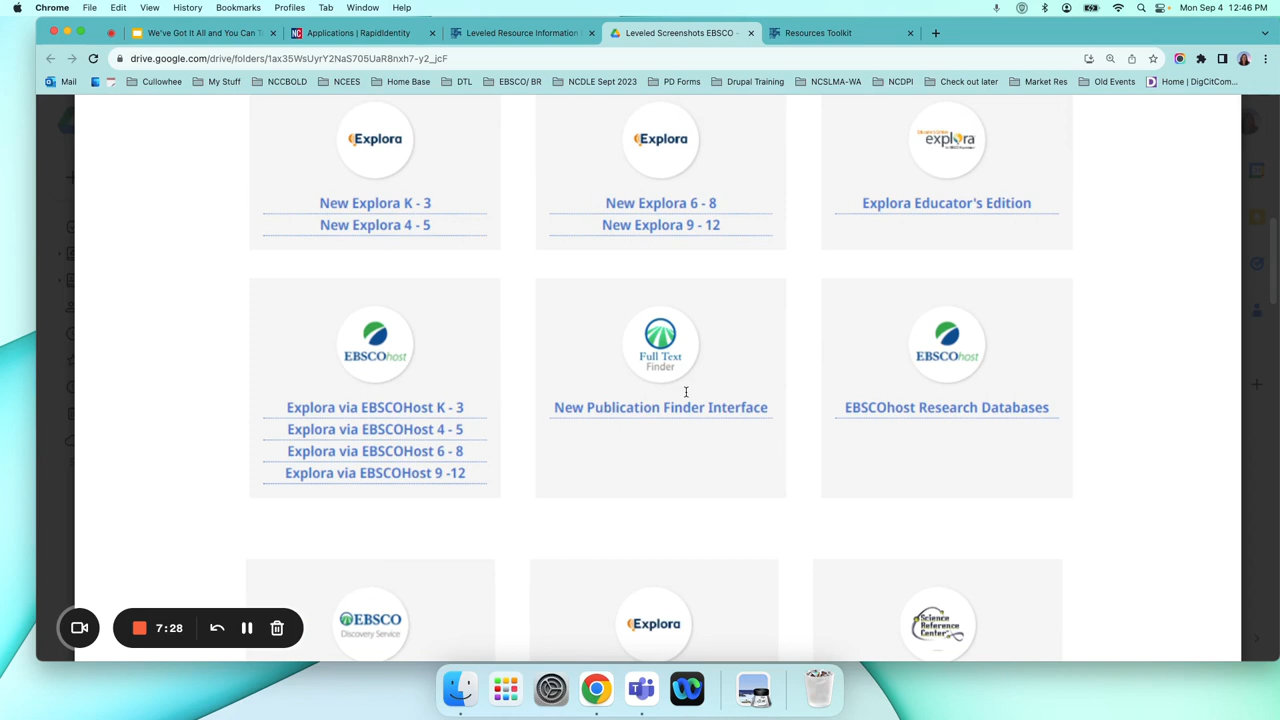 Chrome File Edit View History Bookmarks Profiles Tab Window Help Mon Sep 4 12:46 PM
We've Got It All and You Can T Applications | RapidIdentity Leveled Resource Information Leveled Screenshots EBSCO - Resources Toolkit
drive.google.com/drive/folders/1ax35WsUyrY2NaS705UaR8nxh7-y2_jcF
Mail Cullowhee My Stuff NCCBOLD NCEES Home Base DTL EBSCO/ BR NCDLE Sept 2023 PD Forms Drupal Training NCSLMA-WA NCDPI Check out later Market Res Old Events Home | DigCitCom...
Explora
New Explora K - 3
New Explora 4 - 5
Explora
New Explora 6 - 8
New Explora 9 - 12
explora
Explora Educator's Edition
EBSCOhost
Explora via EBSCOHost K - 3
Explora via EBSCOHost 4 - 5
Explora via EBSCOHost 6 - 8
Explora via EBSCOHost 9 -12
Full Text
Finder
New Publication Finder Interface
EBSCOhost
EBSCOhost Research Databases
EBSCO
Discovery Service
Explora
Science
Reference
Center
7:28